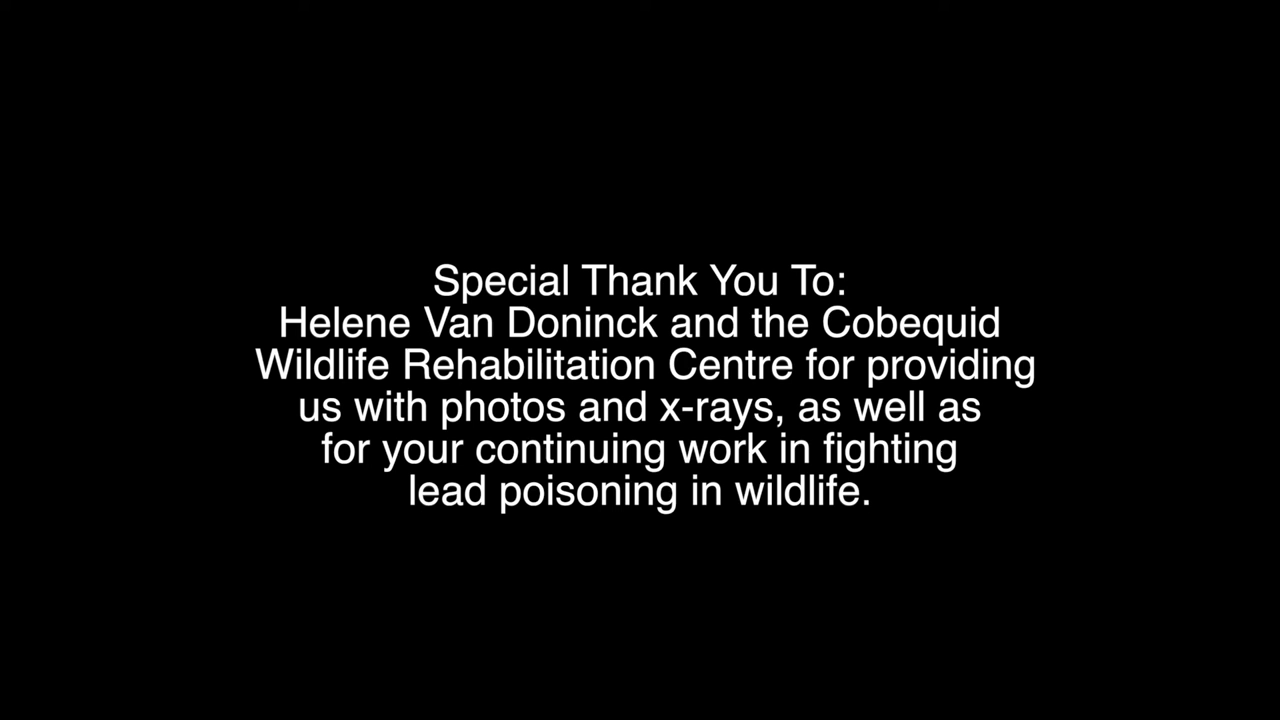 Special Thank You To:
Helene Van Doninck and the Cobequid
Wildlife Rehabilitation Centre for providing
us with photos and x-rays, as well as
for your continuing work in fighting
lead poisoning in wildlife.